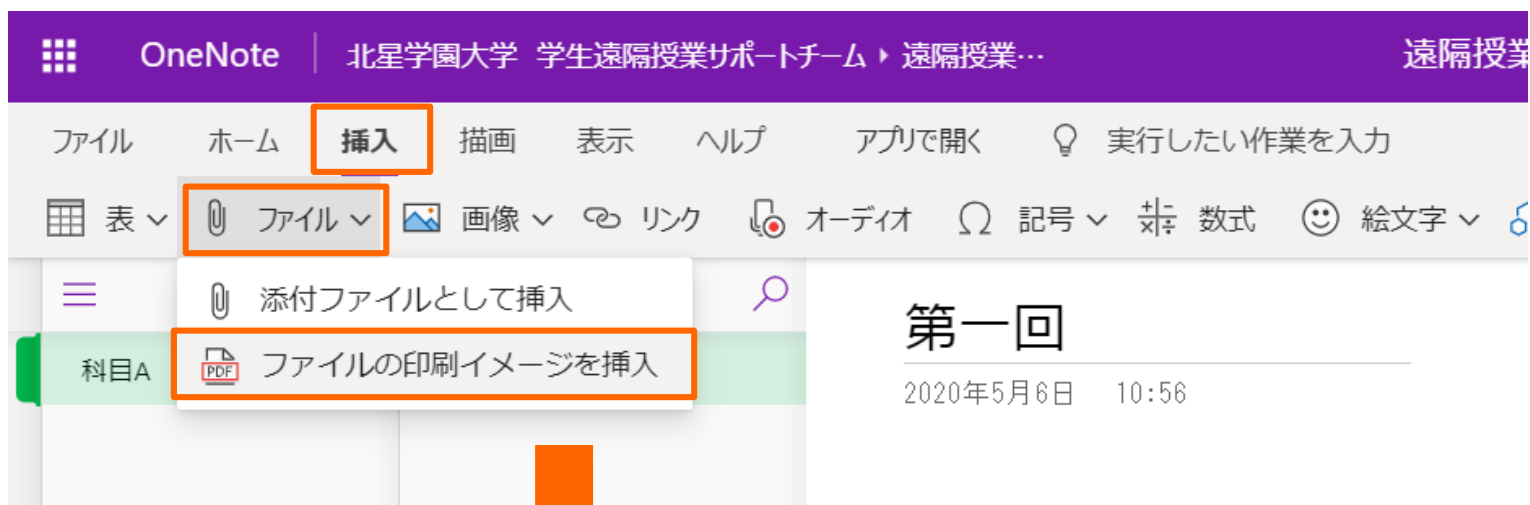 OneNote 北星学園大学 学生遠隔授業サポートチーム 遠隔授業… 遠隔授業
ファイル ホーム 挿入 描画 表示 ヘルプ アプリで開く 実行したい作業を入力
表 ファイル 画像 リンク オーディオ 記号 数式 絵文字
添付ファイルとして挿入
第一回
科目A PDF ファイルの印刷イメージを挿入
2020年5月6日 10:56